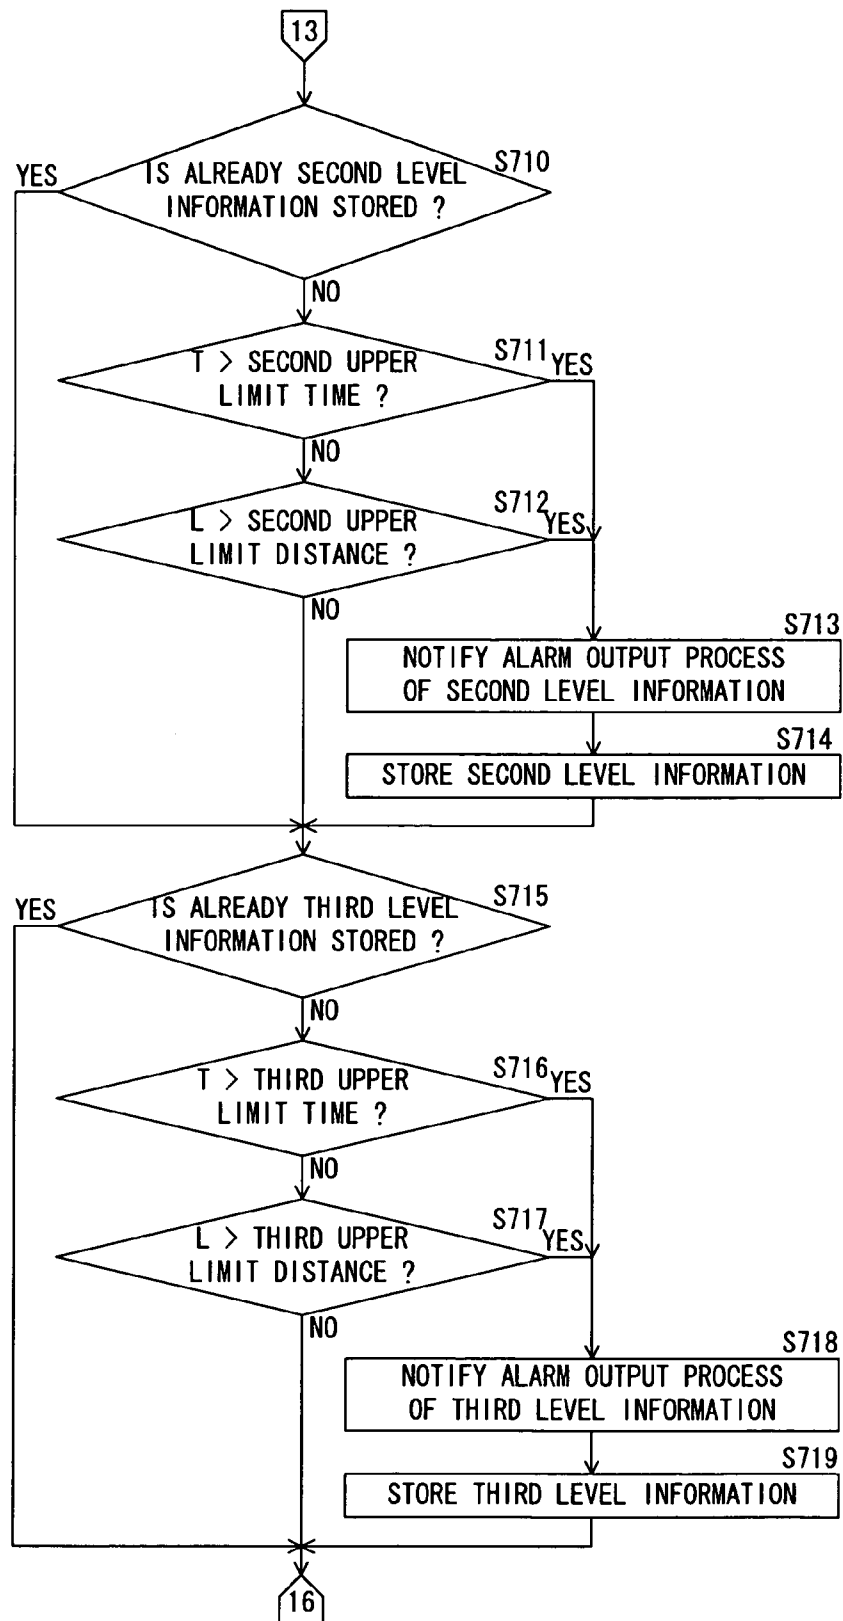 13
S710
YES
IS ALREADY SECOND LEVEL
INFORMATION STORED ?
NO
S711
YES
T > SECOND UPPER
LIMIT TIME ?
NO
S712
YES
L > SECOND UPPER
LIMIT DISTANCE ?
NO
S713
NOTIFY ALARM OUTPUT PROCESS
OF SECOND LEVEL INFORMATION
S714
STORE SECOND LEVEL INFORMATION
S715
YES
IS ALREADY THIRD LEVEL
INFORMATION STORED ?
NO
S716
YES
T > THIRD UPPER
LIMIT TIME ?
NO
S717
YES
L > THIRD UPPER
LIMIT DISTANCE ?
NO
S718
NOTIFY ALARM OUTPUT PROCESS
OF THIRD LEVEL INFORMATION
S719
STORE THIRD LEVEL INFORMATION
16